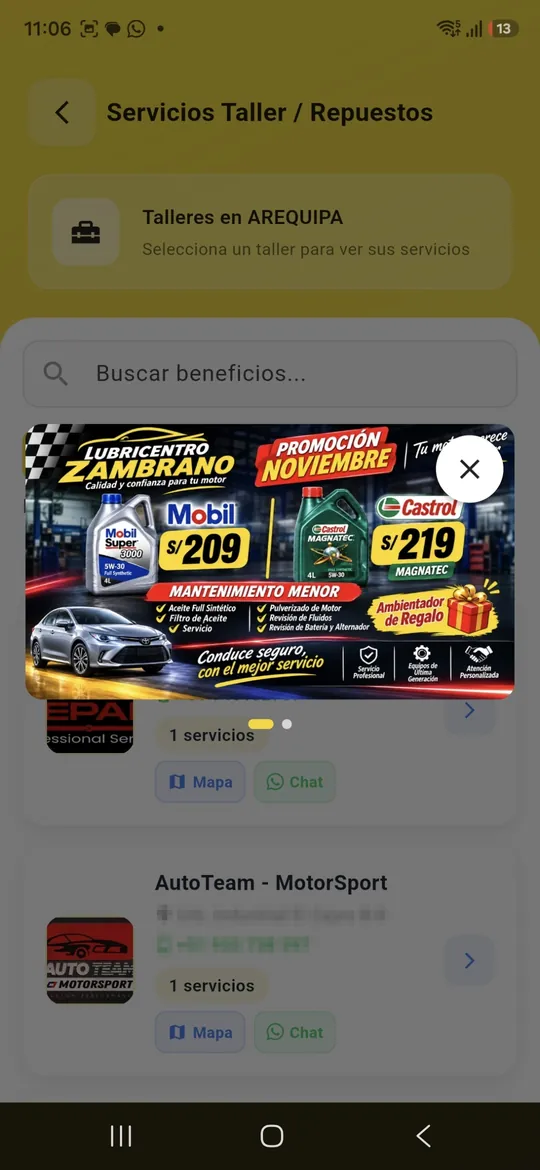 11:06
13
Servicios Taller / Repuestos
Talleres en AREQUIPA
Selecciona un taller para ver sus servicios
Buscar beneficios...
LUBRICENTRO
ZAMBRANO
Calidad y confianza para tu motor
PROMOCIÓN
NOVIEMBRE
Tu
Mobil
S/209
Mobil
Super
3000
5W-30
Full Synthetic
4L
Castrol
S/219
MAGNATEC
Castrol
MAGNATEC
4L 5W-30
MANTENIMIENTO MENOR
Aceite Full Sintético
Filtro de Aceite
Servicio
Pulverizado de Motor
Revisión de Fluidos
Revisión de Batería y Alternador
Ambientador
de Regalo
Conduce seguro,
con el mejor servicio
Servicio
Profesional
Equipos de
Última
Generación
Atención
Personalizada
1 servicios
Mapa
Chat
AutoTeam - MotorSport
AUTO TEAM
MOTORSPORT
1 servicios
Mapa
Chat